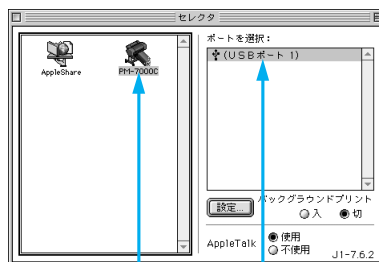 セレクタ
AppleShare
PM-7000C
ポートを選択：
(USBポート 1)
設定...
バックグラウンドプリント
入
切
AppleTalk
使用
不使用
J1-7.6.2